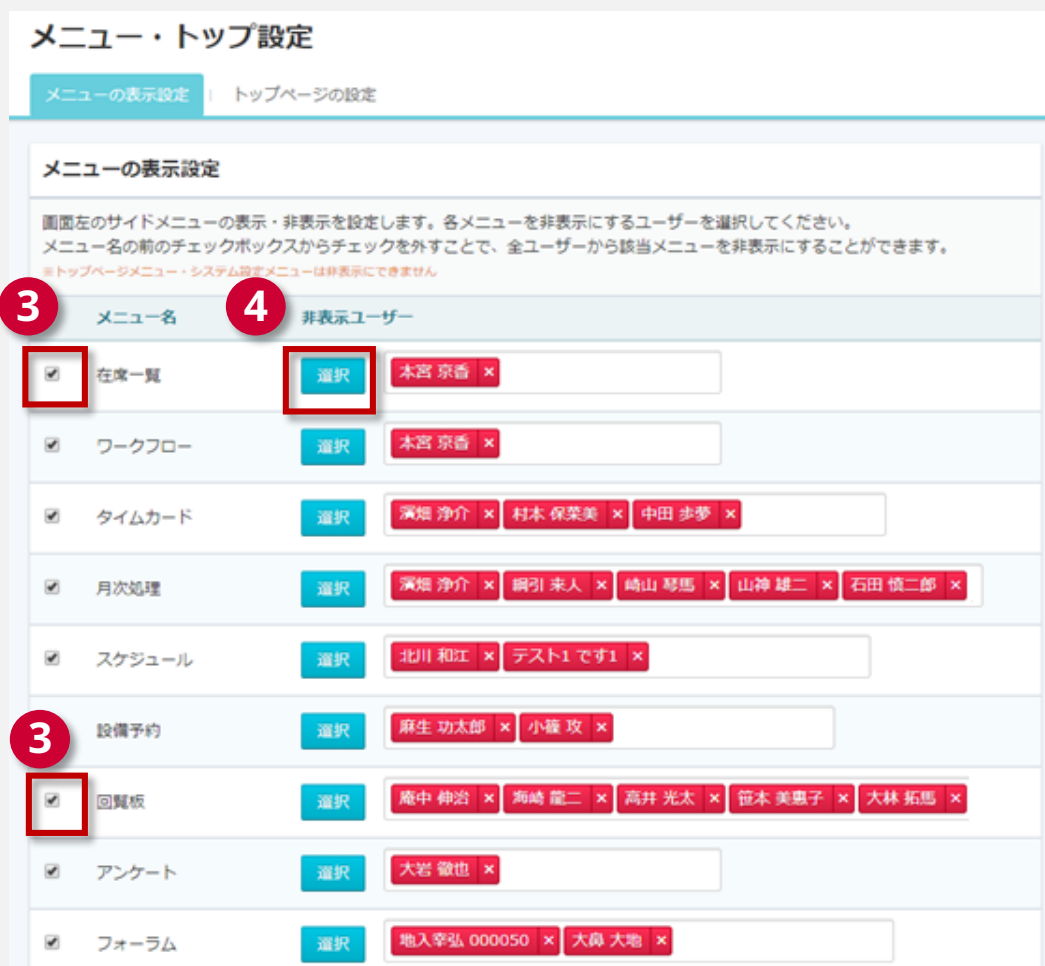 メニュー・トップ設定
メニューの表示設定 トップページの設定
メニューの表示設定
画面左のサイドメニューの表示・非表示を設定します。各メニューを非表示にするユーザーを選択してください。
メニュー名の前のチェックボックスからチェックを外すことで、全ユーザーから該当メニューを非表示にすることができます。
※トップページメニュー・システム設定メニューは非表示にできません
3 メニュー名 4 非表示ユーザー
在席一覧 選択 本宮 京香 ×
ワークフロー 選択 本宮 京香 ×
タイムカード 選択 濱畑 浄介 × 村本 保菜美 × 中田 歩夢 ×
月次処理 選択 濱畑 浄介 × 綱引 来人 × 崎山 琴馬 × 山神 雄二 × 石田 慎二郎 ×
スケジュール 選択 北川 和江 × テスト1 です1 ×
3 設備予約 選択 麻生 功太郎 × 小篠 攻 ×
回覧板 選択 庵中 伸治 × 海崎 龍二 × 高井 光太 × 笹本 美恵子 × 大林 拓馬 ×
アンケート 選択 大岩 徹也 ×
フォーラム 選択 地入宰弘 000050 × 大鼻 大地 ×